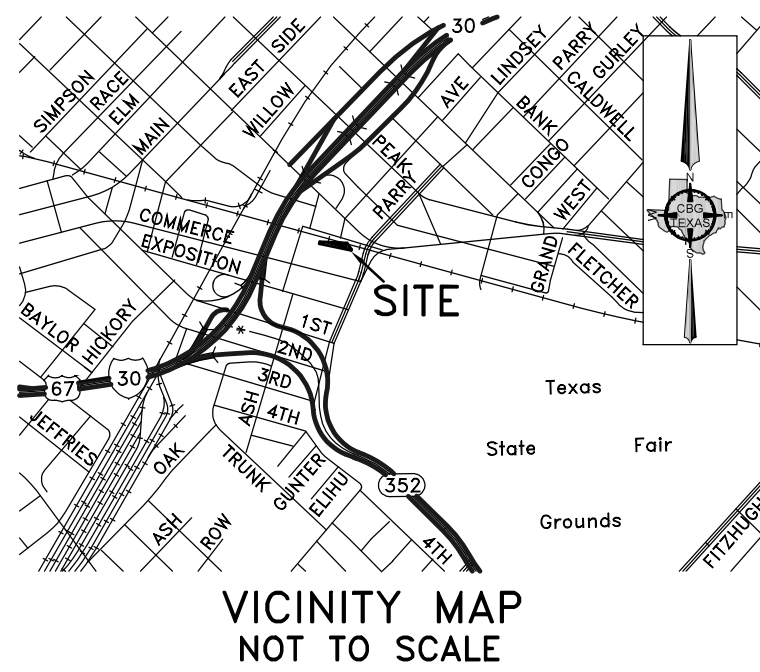 30
EAST SIDE
LINDSEY
PARRY
GURLEY
SIMPSON
RACE
ELM
MAIN
WILLOW
AVE
CALDWELL
BANK
CONGO
PEAK
PARRY
WEST
N
W
CBG
TEXAS
E
S
COMMERCE
EXPOSITION
GRAND
FLETCHER
SITE
BAYLOR
HICKORY
*
1ST
2ND
3RD
4TH
ASH
67
30
Texas
State
Fair
Grounds
JEFFRIES
OAK
TRUNK
GUNTER
ELIHU
352
ASH
ROW
4TH
FITZHUGH
VICINITY MAP
NOT TO SCALE